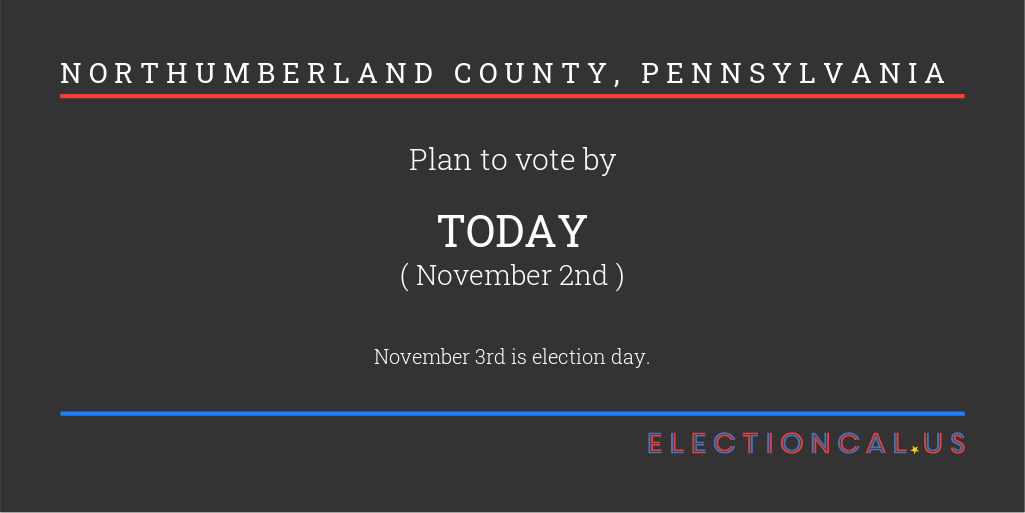 NORTHUMBERLAND COUNTY, PENNSYLVANIA
Plan to vote by
TODAY
( November 2nd )
November 3rd is election day.
ELECTIONCAL.US